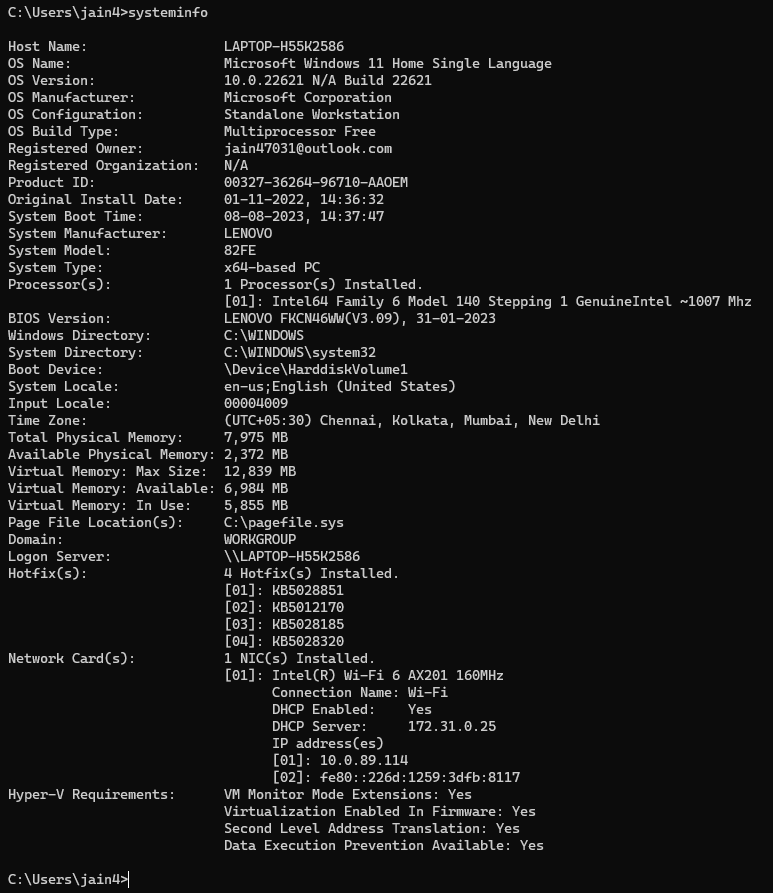 C:\Users\jain4>systeminfo

Host Name:                 LAPTOP-H55K2586
OS Name:                   Microsoft Windows 11 Home Single Language
OS Version:                10.0.22621 N/A Build 22621
OS Manufacturer:           Microsoft Corporation
OS Configuration:          Standalone Workstation
OS Build Type:             Multiprocessor Free
Registered Owner:          jain47031@outlook.com
Registered Organization:   N/A
Product ID:                00327-36264-96710-AAOEM
Original Install Date:     01-11-2022, 14:36:32
System Boot Time:          08-08-2023, 14:37:47
System Manufacturer:       LENOVO
System Model:              82FE
System Type:               x64-based PC
Processor(s):              1 Processor(s) Installed.
                           [01]: Intel64 Family 6 Model 140 Stepping 1 GenuineIntel ~1007 Mhz
BIOS Version:              LENOVO FKCN46WW(V3.09), 31-01-2023
Windows Directory:         C:\WINDOWS
System Directory:          C:\WINDOWS\system32
Boot Device:               \Device\HarddiskVolume1
System Locale:             en-us;English (United States)
Input Locale:              00004009
Time Zone:                 (UTC+05:30) Chennai, Kolkata, Mumbai, New Delhi
Total Physical Memory:     7,975 MB
Available Physical Memory: 2,372 MB
Virtual Memory: Max Size:  12,839 MB
Virtual Memory: Available: 6,984 MB
Virtual Memory: In Use:    5,855 MB
Page File Location(s):     C:\pagefile.sys
Domain:                    WORKGROUP
Logon Server:              \\LAPTOP-H55K2586
Hotfix(s):                 4 Hotfix(s) Installed.
                           [01]: KB5028851
                           [02]: KB5012170
                           [03]: KB5028185
                           [04]: KB5028320
Network Card(s):           1 NIC(s) Installed.
                           [01]: Intel(R) Wi-Fi 6 AX201 160MHz
                                 Connection Name: Wi-Fi
                                 DHCP Enabled:    Yes
                                 DHCP Server:     172.31.0.25
                                 IP address(es)
                                 [01]: 10.0.89.114
                                 [02]: fe80::226d:1259:3dfb:8117
Hyper-V Requirements:      VM Monitor Mode Extensions: Yes
                           Virtualization Enabled In Firmware: Yes
                           Second Level Address Translation: Yes
                           Data Execution Prevention Available: Yes

C:\Users\jain4>